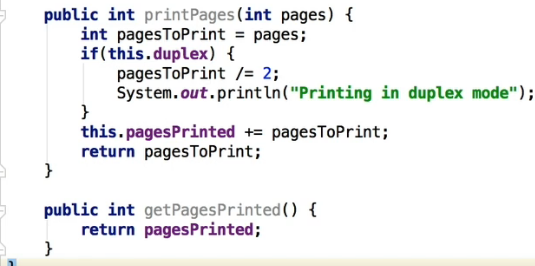 public int printPages(int pages) {
    int pagesToPrint = pages;
    if(this.duplex) {
        pagesToPrint /= 2;
        System.out.println("Printing in duplex mode");
    }
    this.pagesPrinted += pagesToPrint;
    return pagesToPrint;
}

public int getPagesPrinted() {
    return pagesPrinted;
}
}